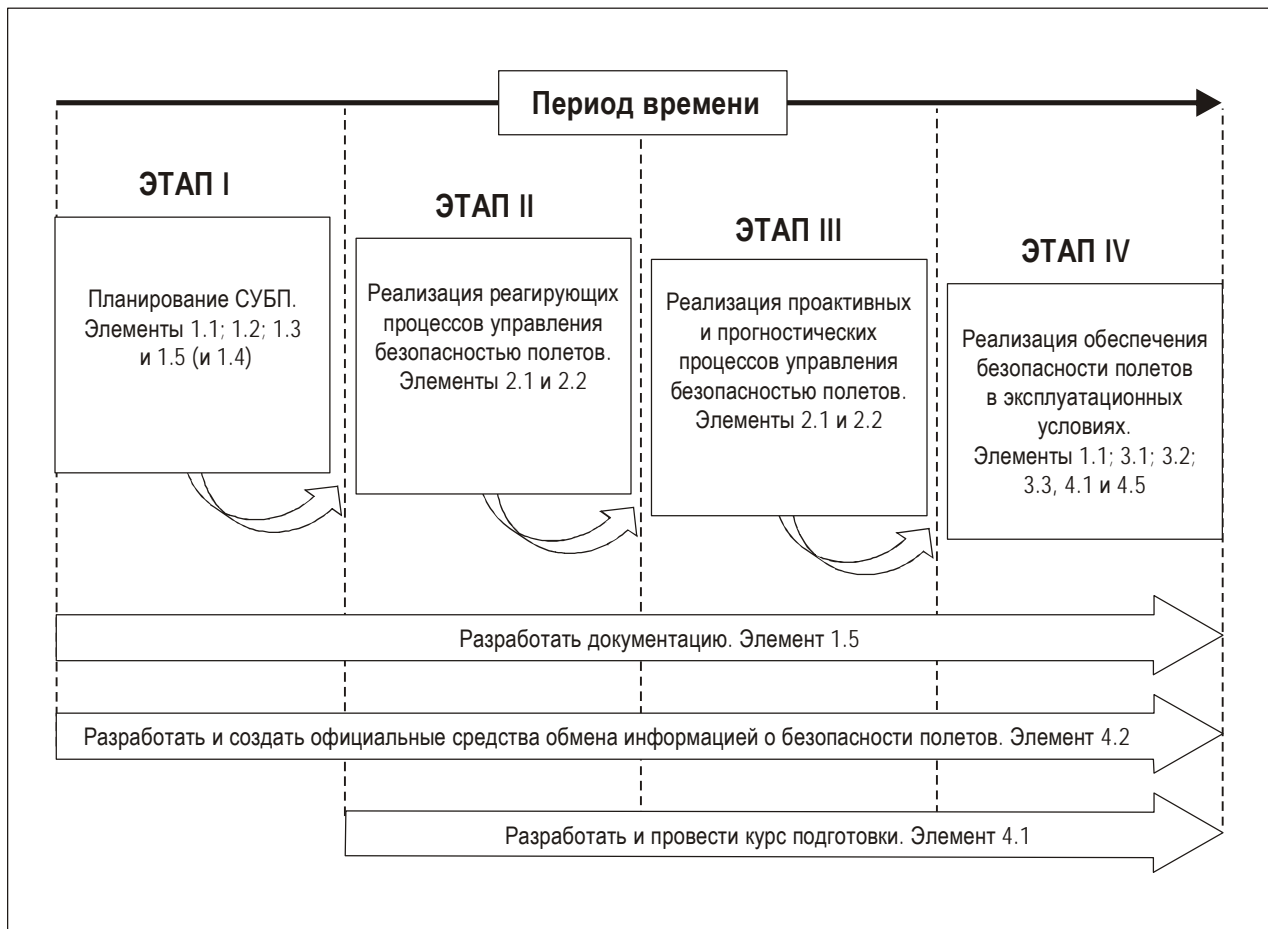 Период времени
ЭТАП I
Планирование СУБП.
Элементы 1.1; 1.2; 1.3
и 1.5 (и 1.4)
ЭТАП II
Реализация реагирующих
процессов управления
безопасностью полетов.
Элементы 2.1 и 2.2
ЭТАП III
Реализация проактивных
и прогностических
процессов управления
безопасностью полетов.
Элементы 2.1 и 2.2
ЭТАП IV
Реализация обеспечения
безопасности полетов
в эксплуатационных
условиях.
Элементы 1.1; 3.1; 3.2;
3.3, 4.1 и 4.5
Разработать документацию. Элемент 1.5
Разработать и создать официальные средства обмена информацией о безопасности полетов. Элемент 4.2
Разработать и провести курс подготовки. Элемент 4.1